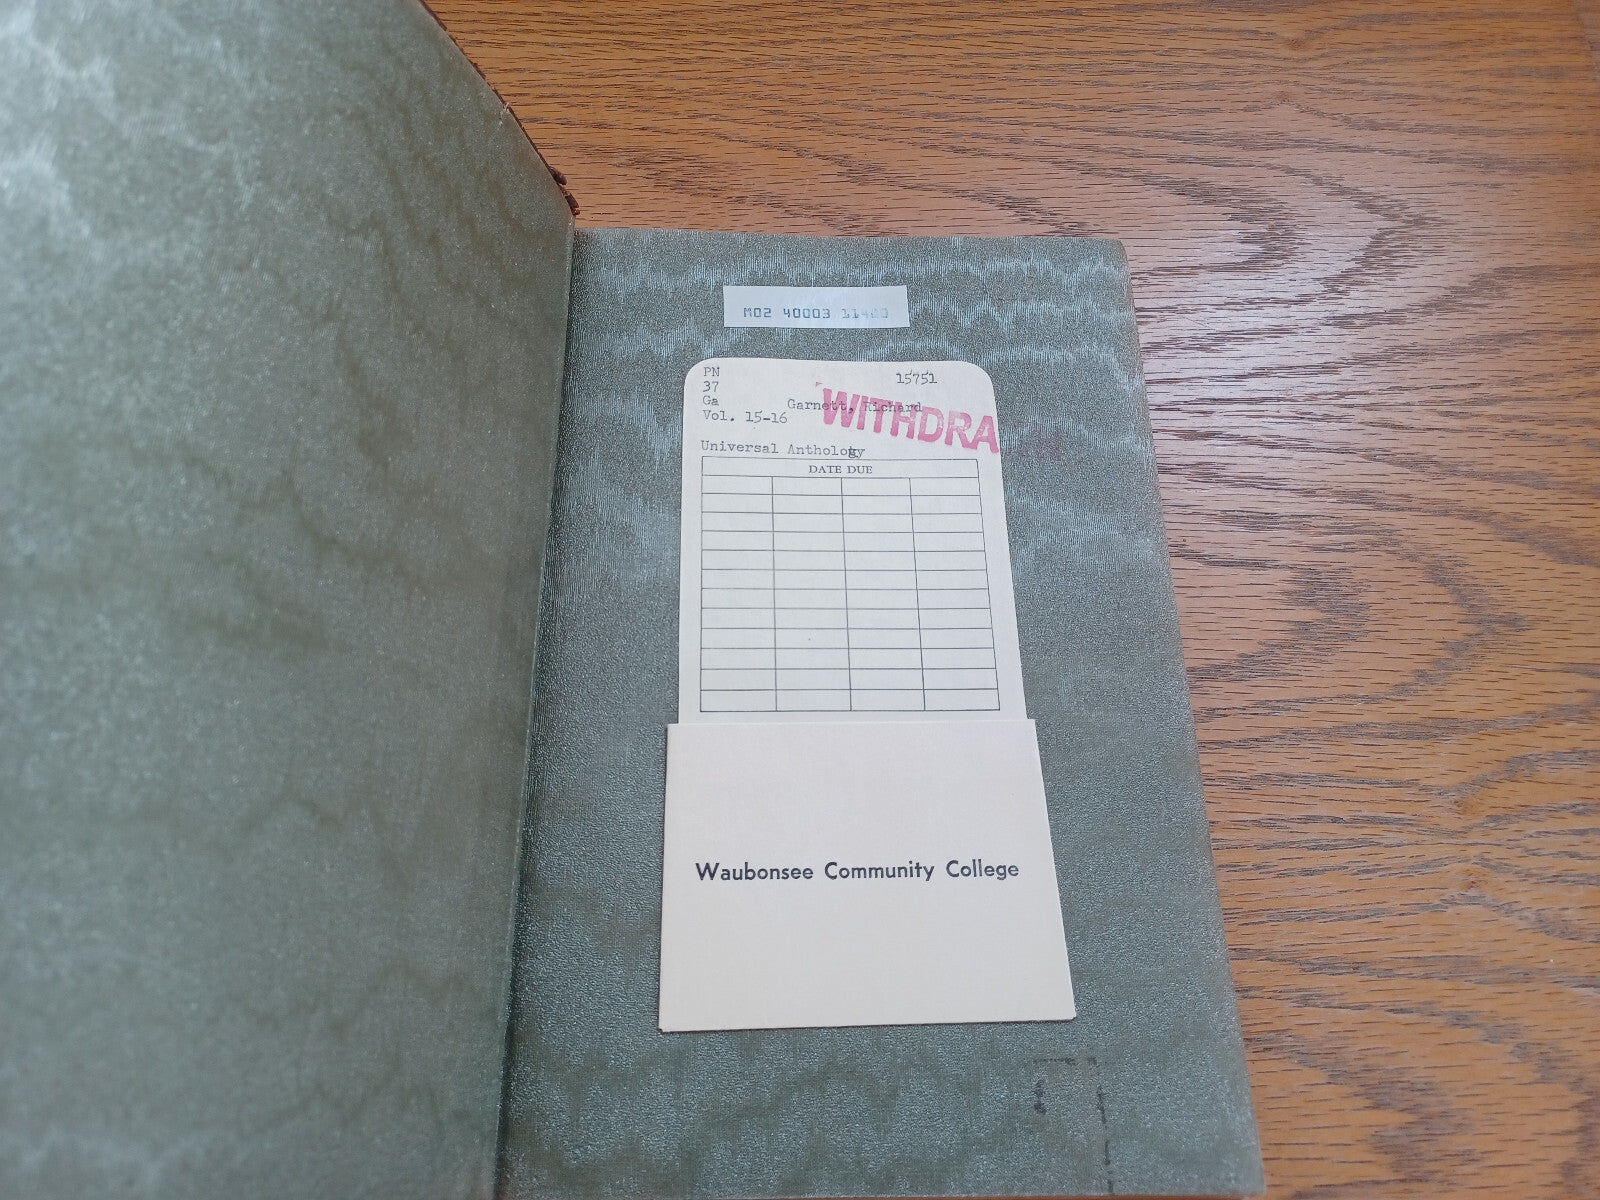 M02 40003
PN 15751
37
Ga Garnett, Richard
WITHDRA
Vol. 15-16
Universal Anthology
DATE DUE
Waubonsee Community College